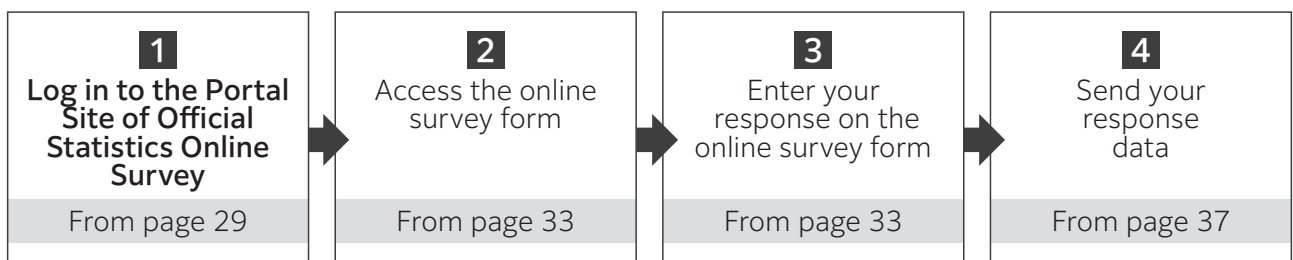 1
Log in to the Portal
Site of Official
Statistics Online
Survey
From page 29
2
Access the online
survey form
From page 33
3
Enter your
response on the
online survey form
From page 33
4
Send your
response
data
From page 37